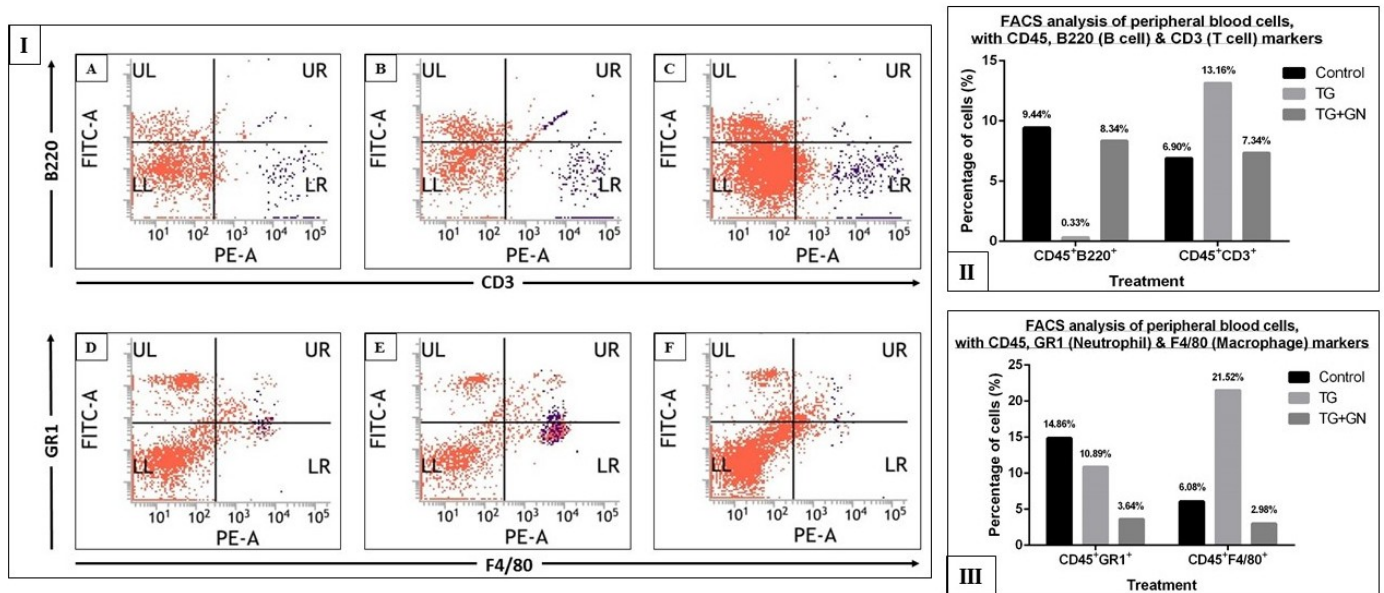 I
B220
A
UL
UR
FITC-A
LL
LR
10¹ 10² 10³ 10⁴ 10⁵
PE-A
B
UL
UR
FITC-A
LL
LR
10¹ 10² 10³ 10⁴ 10⁵
PE-A
C
UL
UR
FITC-A
LL
LR
10¹ 10² 10³ 10⁴ 10⁵
PE-A
CD3
GR1
D
UL
UR
FITC-A
LL
LR
10¹ 10² 10³ 10⁴ 10⁵
PE-A
E
UL
UR
FITC-A
LL
LR
10¹ 10² 10³ 10⁴ 10⁵
PE-A
F
UL
UR
FITC-A
LL
LR
10¹ 10² 10³ 10⁴ 10⁵
PE-A
F4/80
FACS analysis of peripheral blood cells,
with CD45, B220 (B cell) & CD3 (T cell) markers
Percentage of cells (%)
15
10
5
0
9.44%
0.33%
8.34%
6.90%
13.16%
7.34%
Control
TG
TG+GN
CD45⁺B220⁺
CD45⁺CD3⁺
Treatment
II
FACS analysis of peripheral blood cells,
with CD45, GR1 (Neutrophil) & F4/80 (Macrophage) markers
Percentage of cells (%)
25
20
15
10
5
0
14.86%
10.89%
3.64%
6.08%
21.52%
2.98%
Control
TG
TG+GN
CD45⁺GR1⁺
CD45⁺F4/80⁺
Treatment
III